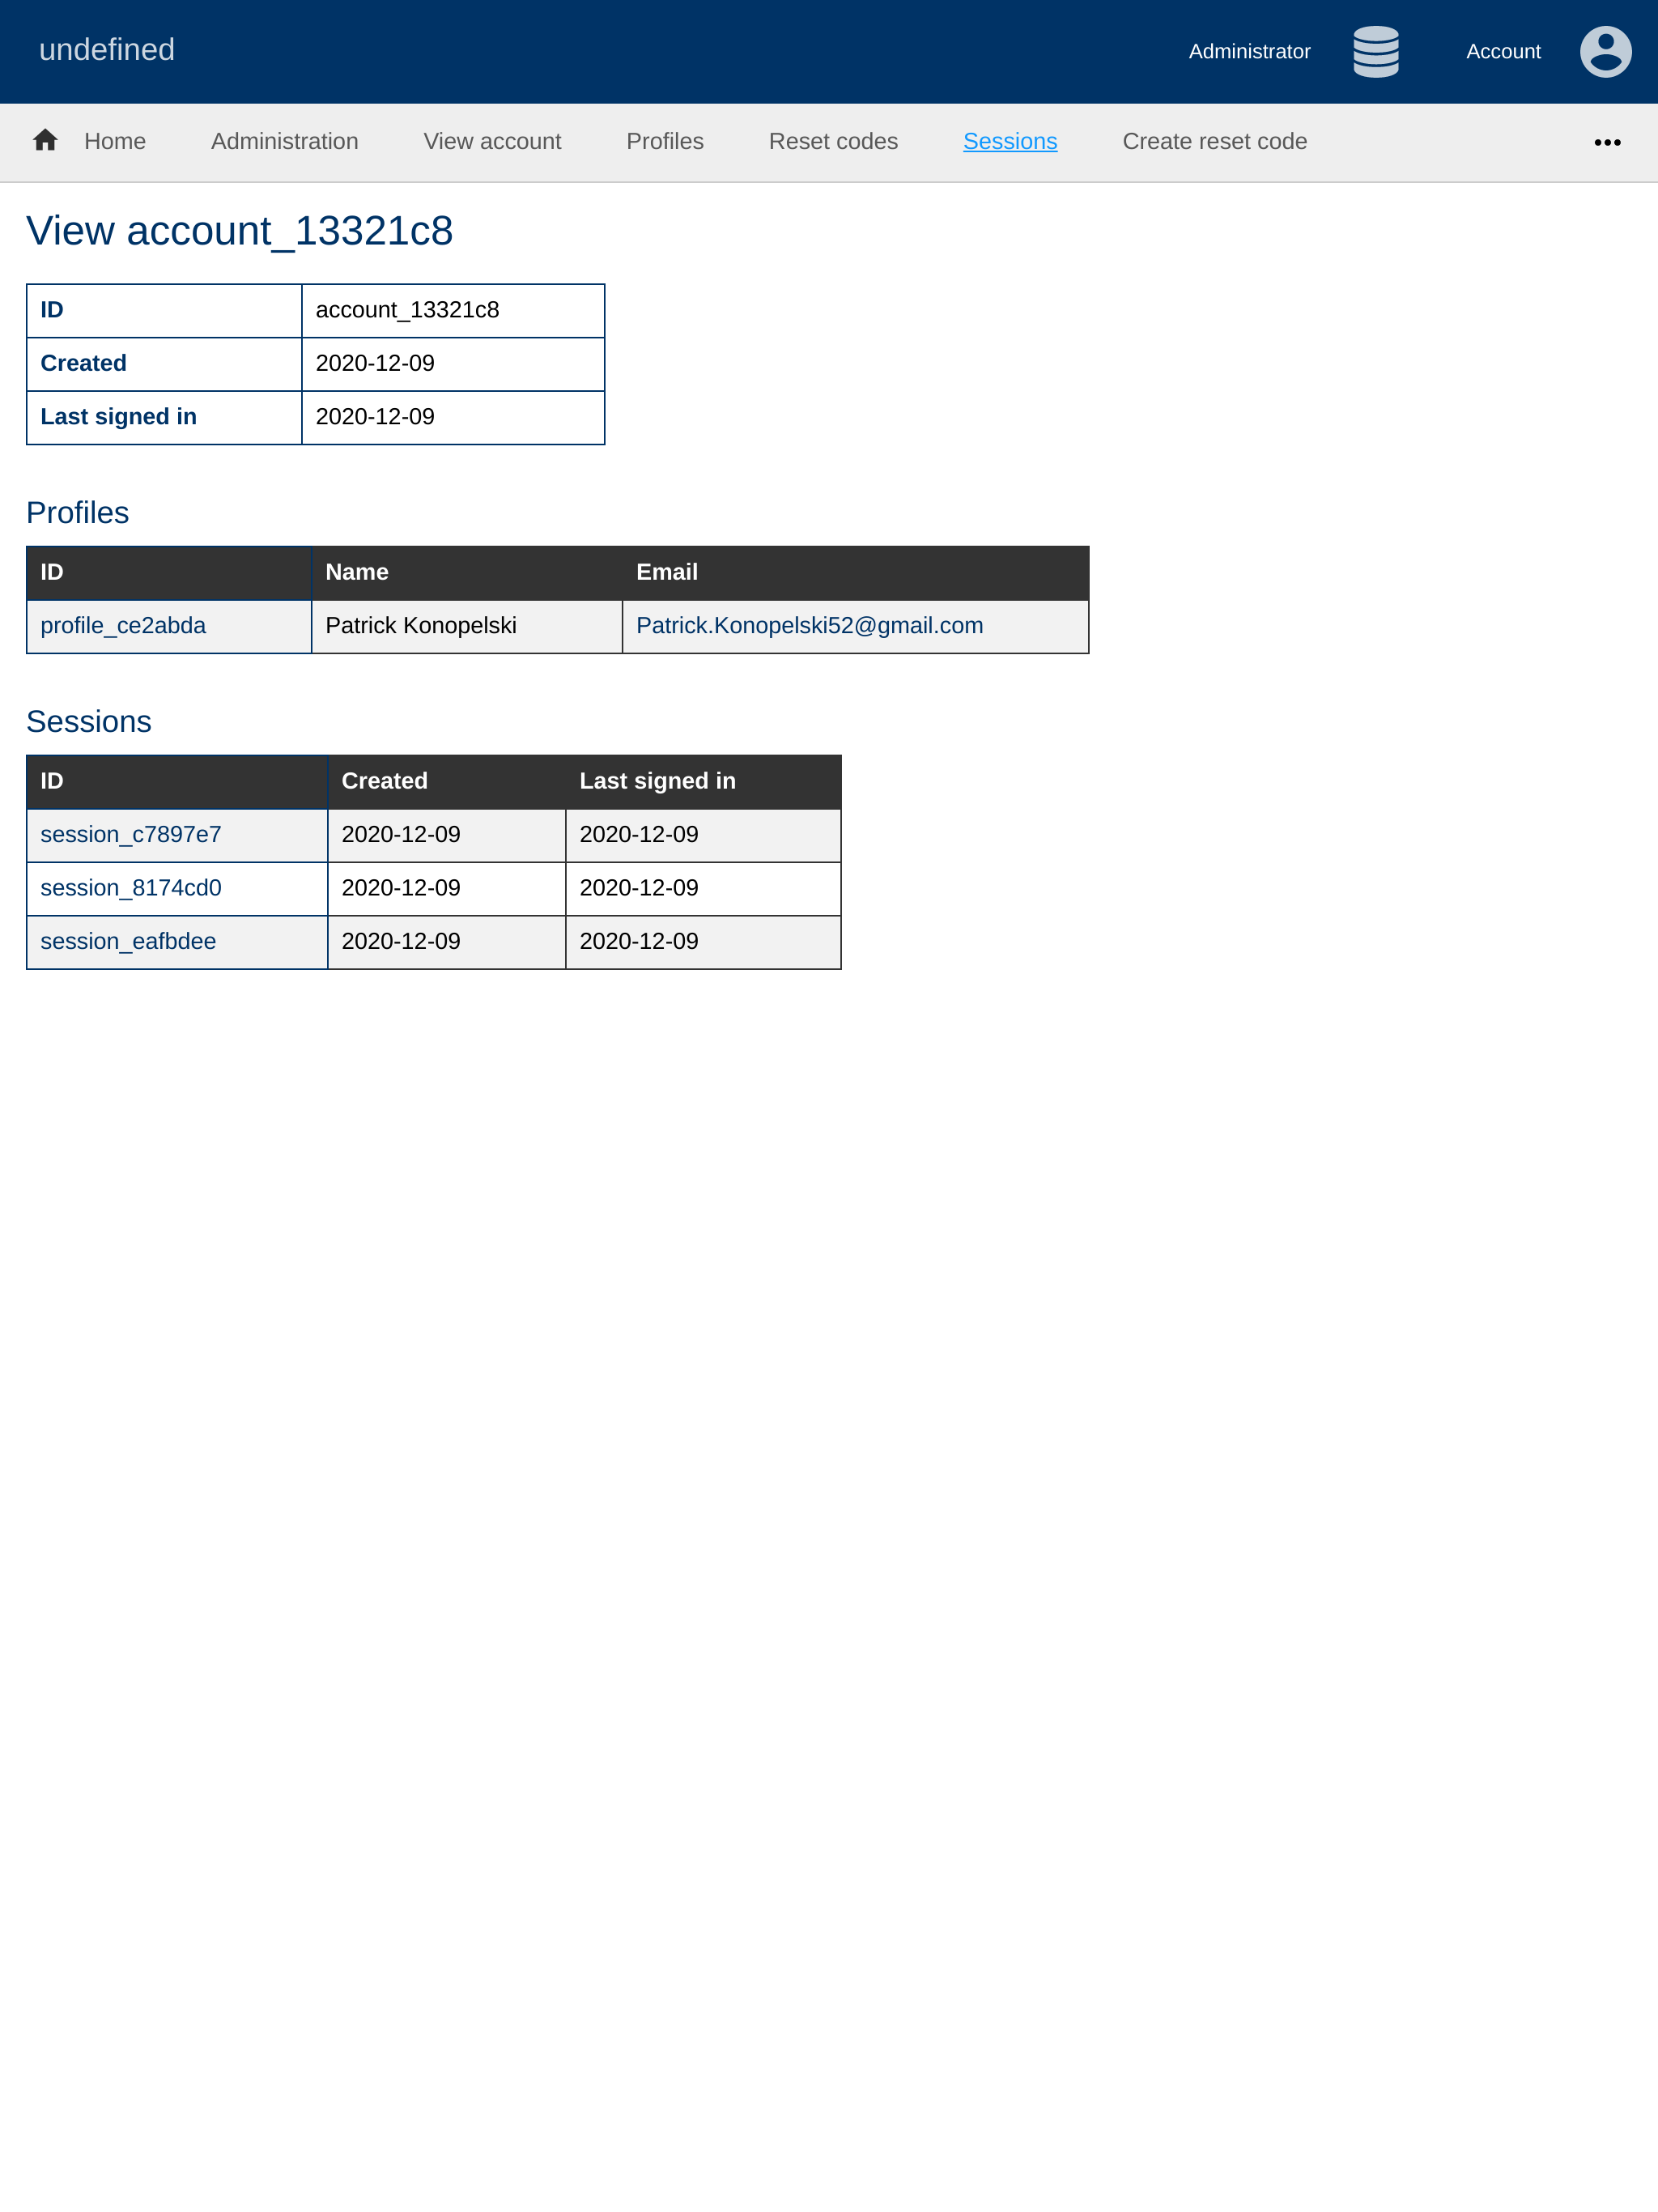 undefined Administrator Account
Home Administration View account Profiles Reset codes Sessions Create reset code
View account_13321c8
ID account_13321c8
Created 2020-12-09
Last signed in 2020-12-09
Profiles
ID Name Email
profile_ce2abda Patrick Konopelski Patrick.Konopelski52@gmail.com
Sessions
ID Created Last signed in
session_c7897e7 2020-12-09 2020-12-09
session_8174cd0 2020-12-09 2020-12-09
session_eafbdee 2020-12-09 2020-12-09